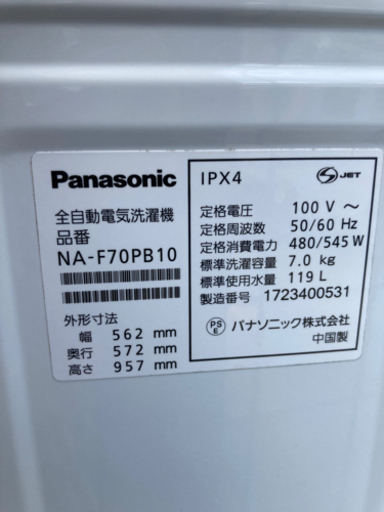 Panasonic
全自動電気洗濯機
品番
NA-F70PB10
外形寸法
幅 562 mm
奥行 572 mm
高さ 957 mm
IPX4
S JET
定格電圧 100 V ～
定格周波数 50/60 Hz
定格消費電力 480/545 W
標準洗濯容量 7.0 kg
標準使用水量 119 L
製造番号 1723400531
PS E パナソニック株式会社
中国製